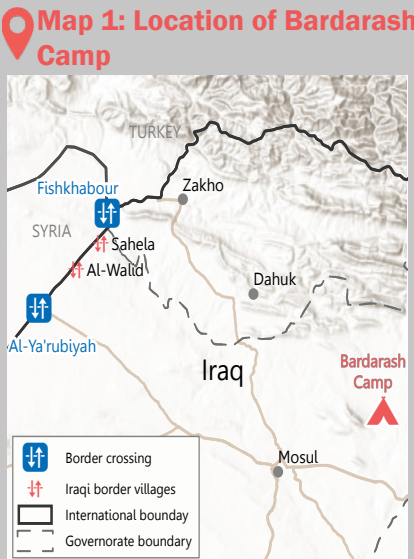 Map 1: Location of Bardarash
Camp
TURKEY
Fishkhabour
Zakho
SYRIA
Sahela
Al-Walid
Dahuk
Al-Ya'rubiyah
Iraq
Bardarash
Camp
Mosul
Border crossing
Iraqi border villages
International bounday
Governorate boundary